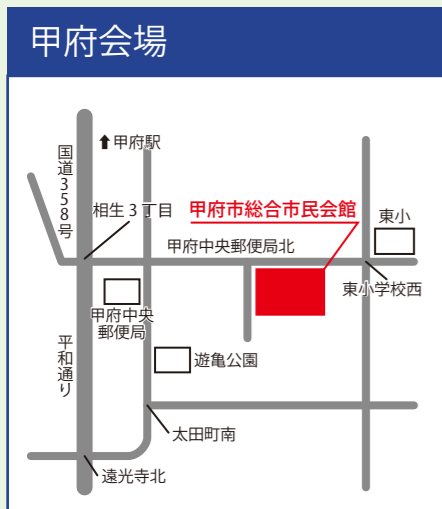 甲府会場
国道358号
⬆甲府駅
相生3丁目
甲府市総合市民会館
東小
甲府中央郵便局北
東小学校西
甲府中央
郵便局
平和通り
遊亀公園
太田町南
遠光寺北